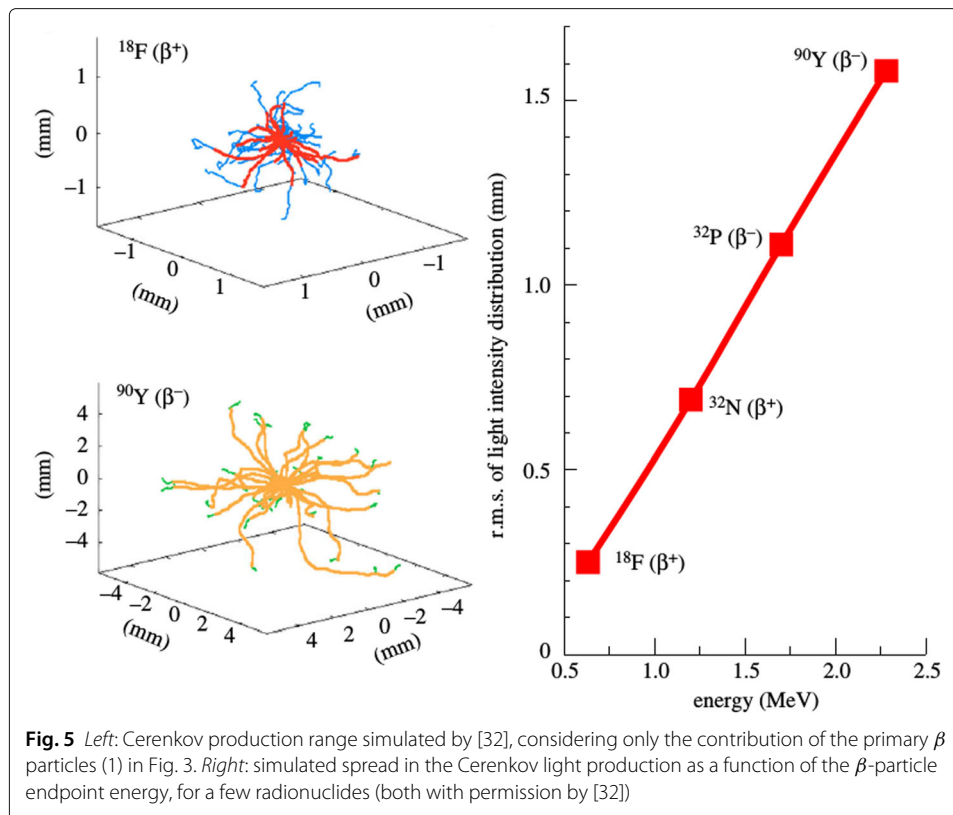 ¹⁸F (β⁺)
1
0
−1
(mm)
−1
0
1
(mm)
1
0
−1
(mm)
⁹⁰Y (β⁻)
4
2
0
−2
−4
(mm)
−4
−2
0
2
4
(mm)
4
2
0
−2
−4
(mm)
r.m.s. of light intensity distribution (mm)
1.5
1.0
0.5
0
⁹⁰Y (β⁻)
³²P (β⁻)
³²N (β⁺)
¹⁸F (β⁺)
0.5 1.0 1.5 2.0 2.5
energy (MeV)
Fig. 5 Left: Cerenkov production range simulated by [32], considering only the contribution of the primary β
particles (1) in Fig. 3. Right: simulated spread in the Cerenkov light production as a function of the β-particle
endpoint energy, for a few radionuclides (both with permission by [32])